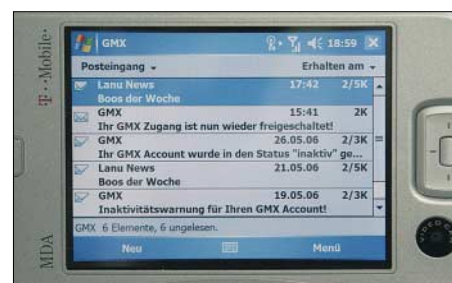 T··Mobile·
GMX 18:59
Posteingang Erhalten am
Lanu News 17:42 2/5K
Boos der Woche
GMX 15:41 2K
Ihr GMX Zugang ist nun wieder freigeschaltet!
GMX 26.05.06 2/3K
Ihr GMX Account wurde in den Status "inaktiv" ge...
Lanu News 21.05.06 2/5K
Boos der Woche
GMX 19.05.06 2/3K
Inaktivitätswarnung für Ihren GMX Account!
GMX 6 Elemente, 6 ungelesen.
Neu Menü
MDA